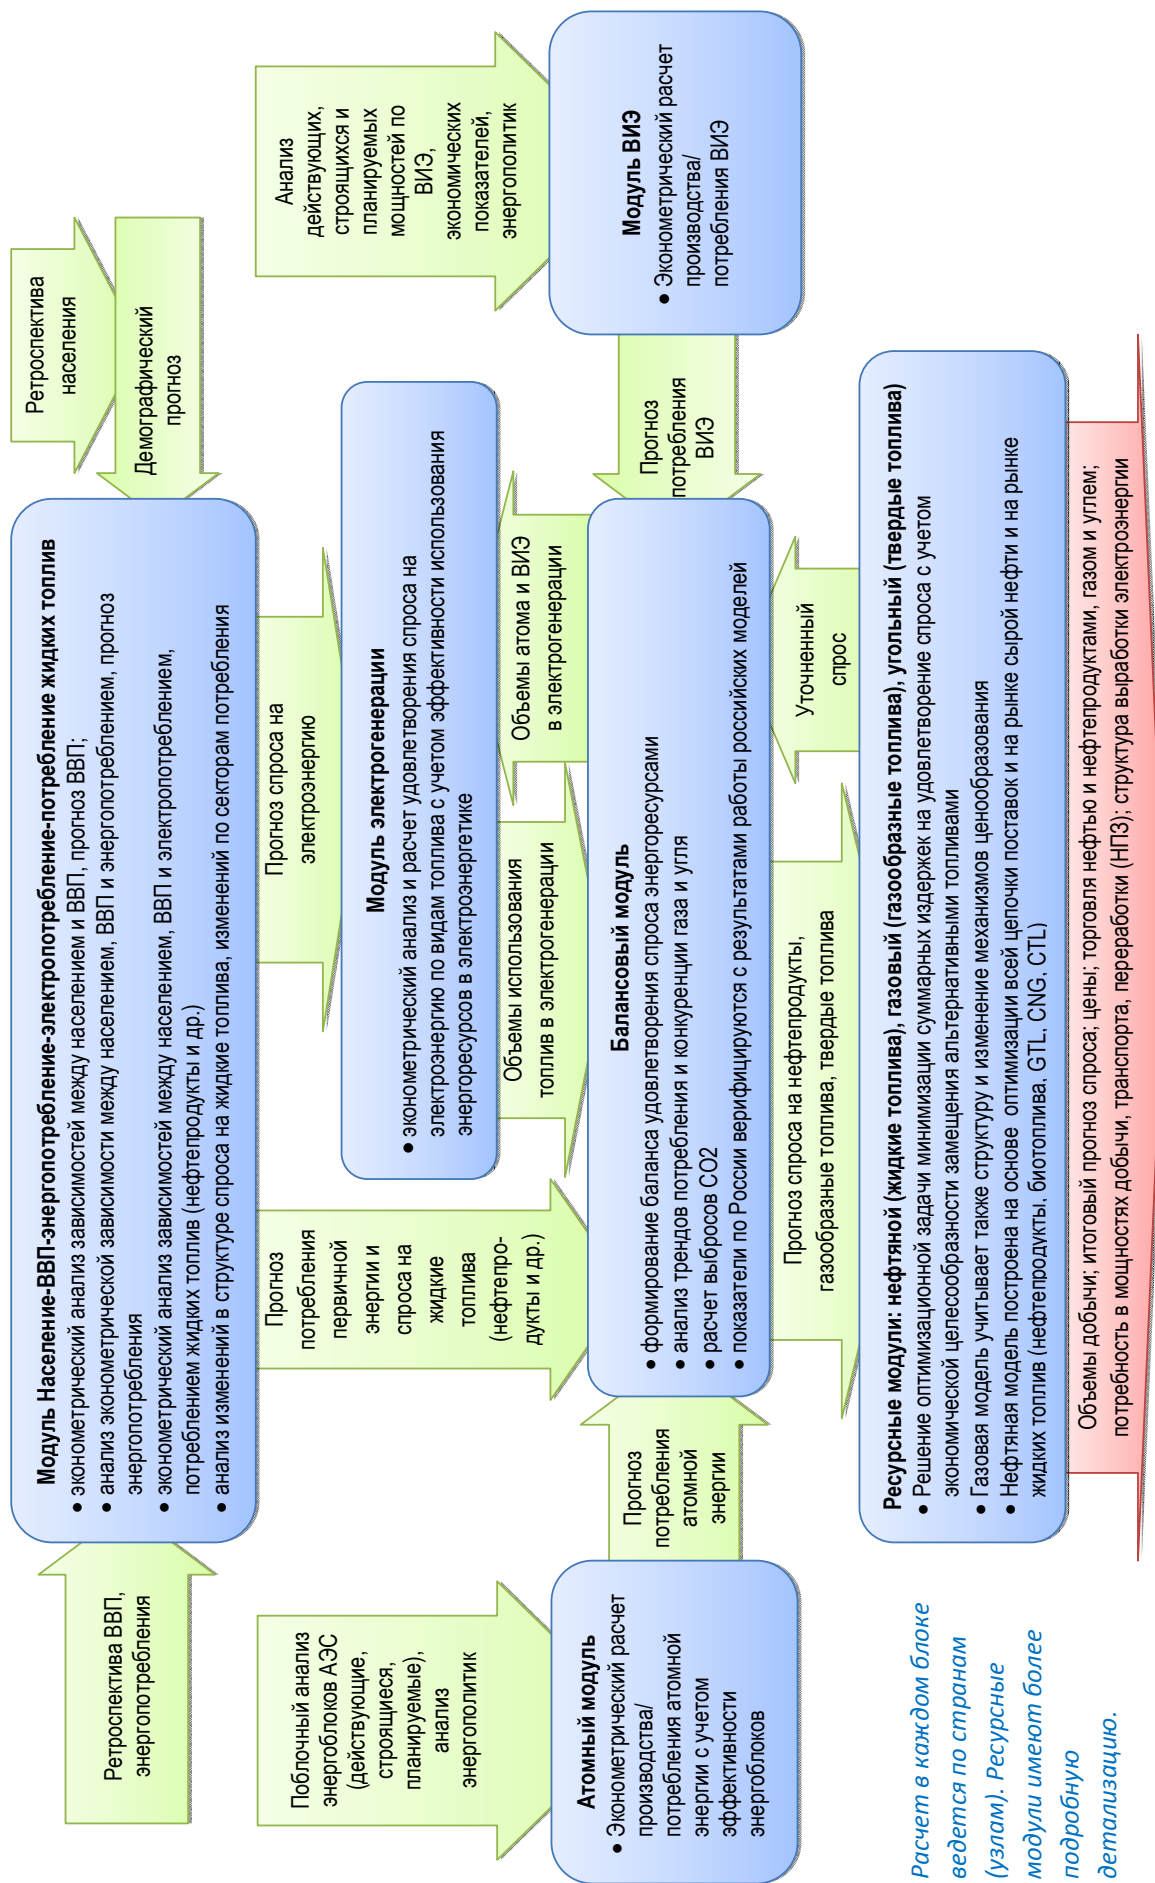 Ретроспектива ВВП,
энергопотребления
Модуль Население-ВВП-энергопотребление-электропотребление-потребление жидких топлив
• эконометрический анализ зависимостей между населением и ВВП, прогноз ВВП;
• анализ эконометрической зависимости между населением, ВВП и энергопотреблением, прогноз
энергопотребления
• эконометрический анализ зависимостей между населением, ВВП и электропотреблением,
потреблением жидких топлив (нефтепродукты и др.)
• анализ изменений в структуре спроса на жидкие топлива, изменений по секторам потребления
Ретроспектива
населения
Демографический
прогноз
Поблочный анализ
энергоблоков АЭС
(действующие,
строящиеся,
планируемые),
анализ
энергополитик
Прогноз
потребления
первичной
энергии и
спроса на
жидкие
топлива
(нефтепро-
дукты и др.)
Прогноз спроса на
электроэнергию
Анализ
действующих,
строящихся и
планируемых
мощностей по
ВИЭ,
экономических
показателей,
энергополитик
Модуль электрогенерации
• эконометрический анализ и расчет удовлетворения спроса на
электроэнергию по видам топлива с учетом эффективности использования
энергоресурсов в электроэнергетике
Объемы использования
топлив в электрогенерации
Объемы атома и ВИЭ
в электрогенерации
Атомный модуль
• Эконометрический расчет
производства/
потребления атомной
энергии с учетом
эффективности
энергоблоков
Прогноз
потребления
атомной
энергии
Балансовый модуль
• формирование баланса удовлетворения спроса энергоресурсами
• анализ трендов потребления и конкуренции газа и угля
• расчет выбросов СО2
• показатели по России верифицируются с результатами работы российских моделей
Прогноз
потребления
ВИЭ
Модуль ВИЭ
• Эконометрический расчет
производства/
потребления ВИЭ
Прогноз спроса на нефтепродукты,
газообразные топлива, твердые топлива
Уточненный
спрос
Ресурсные модули: нефтяной (жидкие топлива), газовый (газообразные топлива), угольный (твердые топлива)
• Решение оптимизационной задачи минимизации суммарных издержек на удовлетворение спроса с учетом
экономической целесообразности замещения альтернативными топливами
• Газовая модель учитывает также структуру и изменение механизмов ценообразования
• Нефтяная модель построена на основе оптимизации всей цепочки поставок и на рынке сырой нефти и на рынке
жидких топлив (нефтепродукты, биотоплива, GTL, CNG, CTL)
Объемы добычи; итоговый прогноз спроса; цены; торговля нефтью и нефтепродуктами, газом и углем;
потребность в мощностях добычи, транспорта, переработки (НПЗ); структура выработки электроэнергии
Расчет в каждом блоке
ведется по странам
(узлам). Ресурсные
модули имеют более
подробную
детализацию.